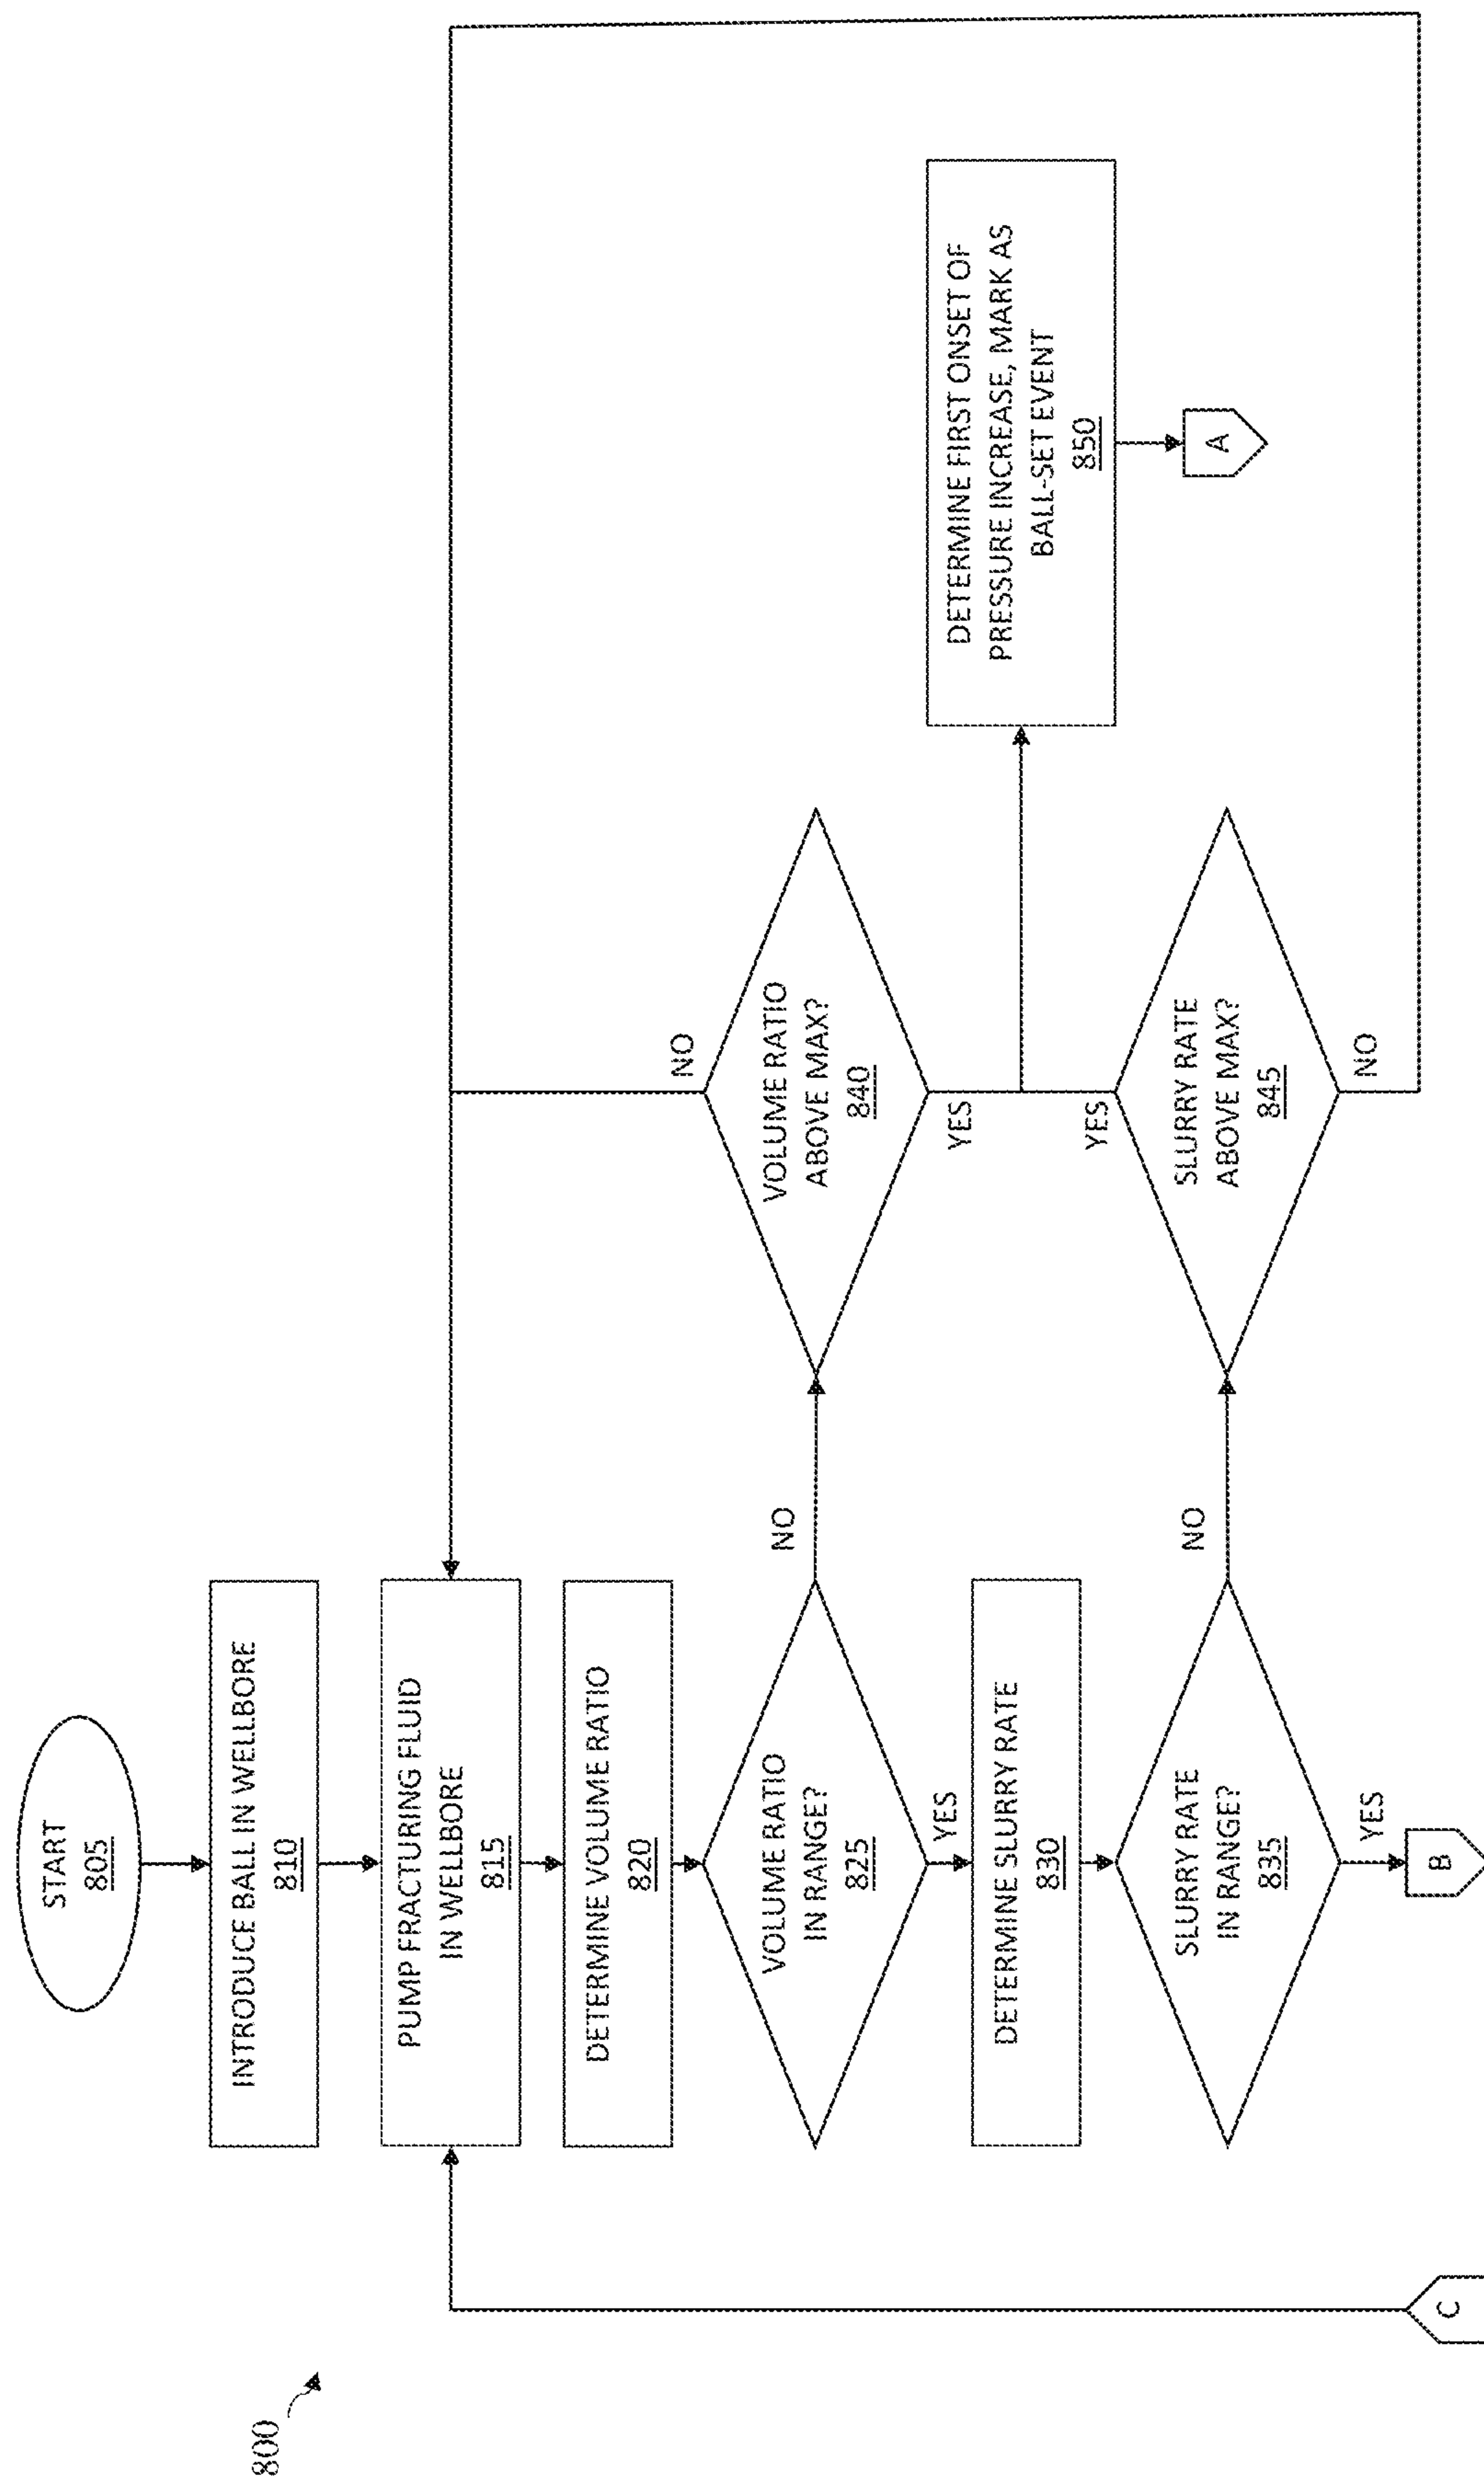 800
START
805
INTRODUCE BALL IN WELLBORE
810
PUMP FRACTURING FLUID
IN WELLBORE
815
DETERMINE VOLUME RATIO
820
VOLUME RATIO
IN RANGE?
825
NO
YES
VOLUME RATIO
ABOVE MAX?
840
NO
YES
DETERMINE SLURRY RATE
830
SLURRY RATE
IN RANGE?
835
NO
YES
SLURRY RATE
ABOVE MAX?
845
YES
NO
DETERMINE FIRST ONSET OF
PRESSURE INCREASE, MARK AS
BALL-SET EVENT
850
A
B
C